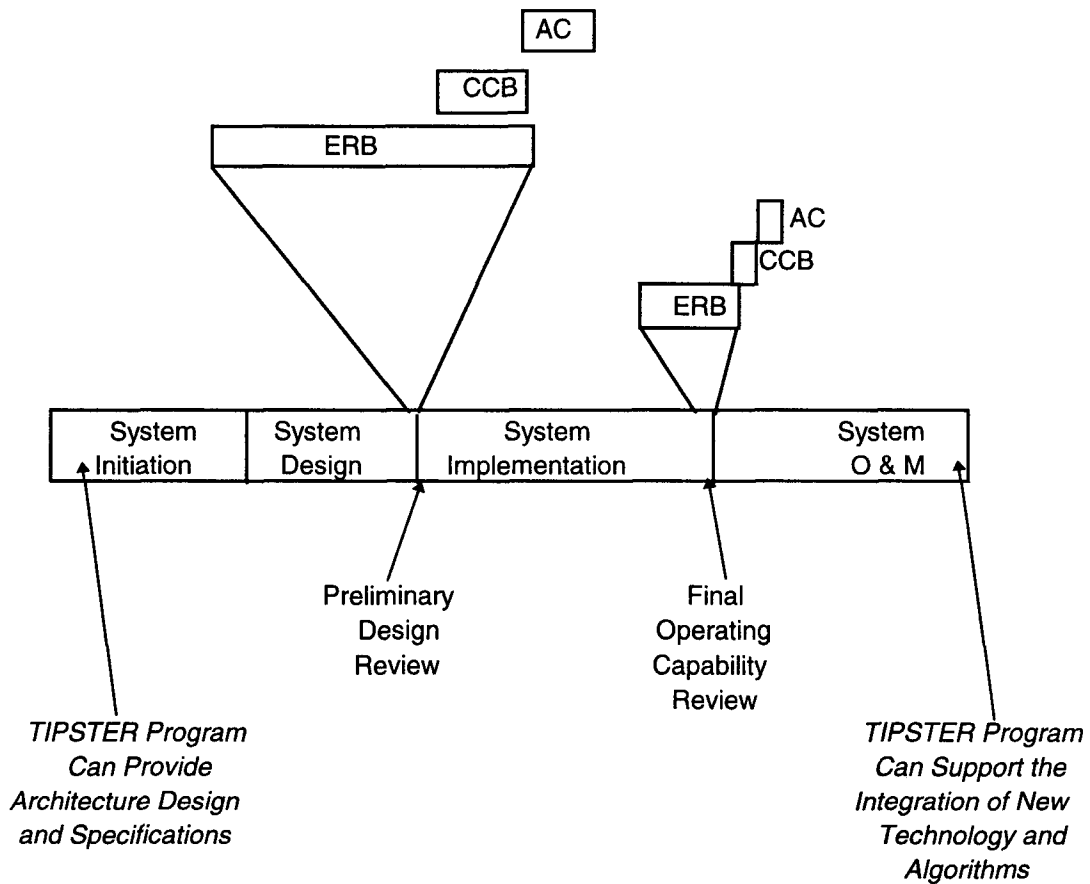 AC
CCB
ERB
AC
CCB
ERB
System
Initiation
System
Design
System
Implementation
System
O & M
Preliminary
Design
Review
Final
Operating
Capability
Review
TIPSTER Program
Can Provide
Architecture Design
and Specifications
TIPSTER Program
Can Support the
Integration of New
Technology and
Algorithms